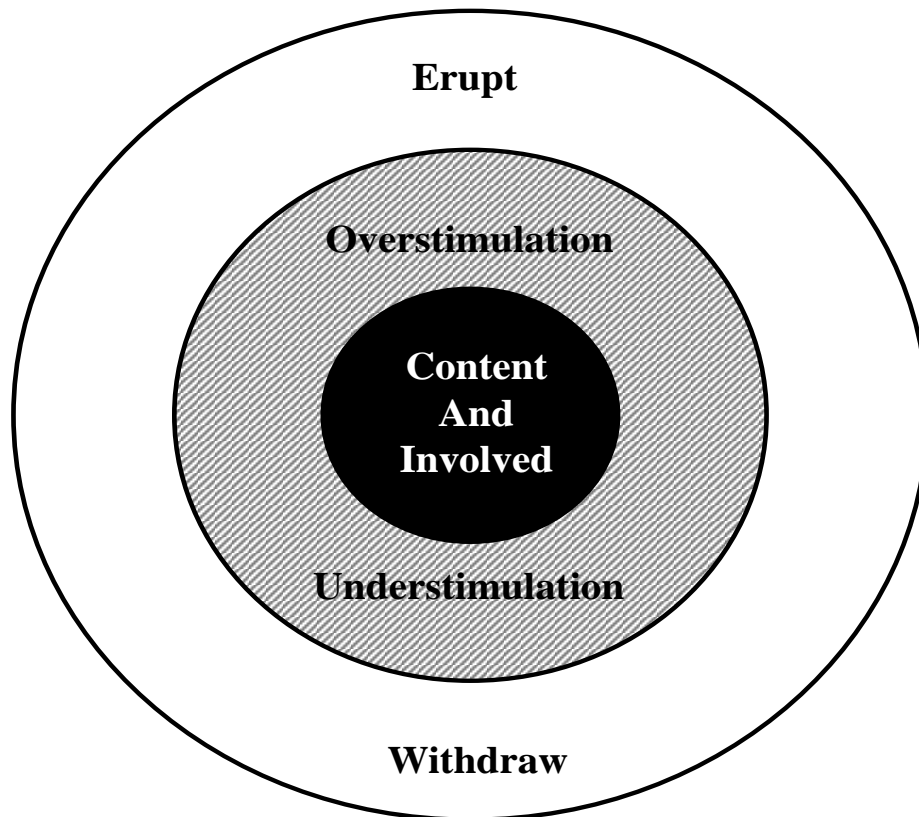 Erupt
Overstimulation
Content
And
Involved
Understimulation
Withdraw